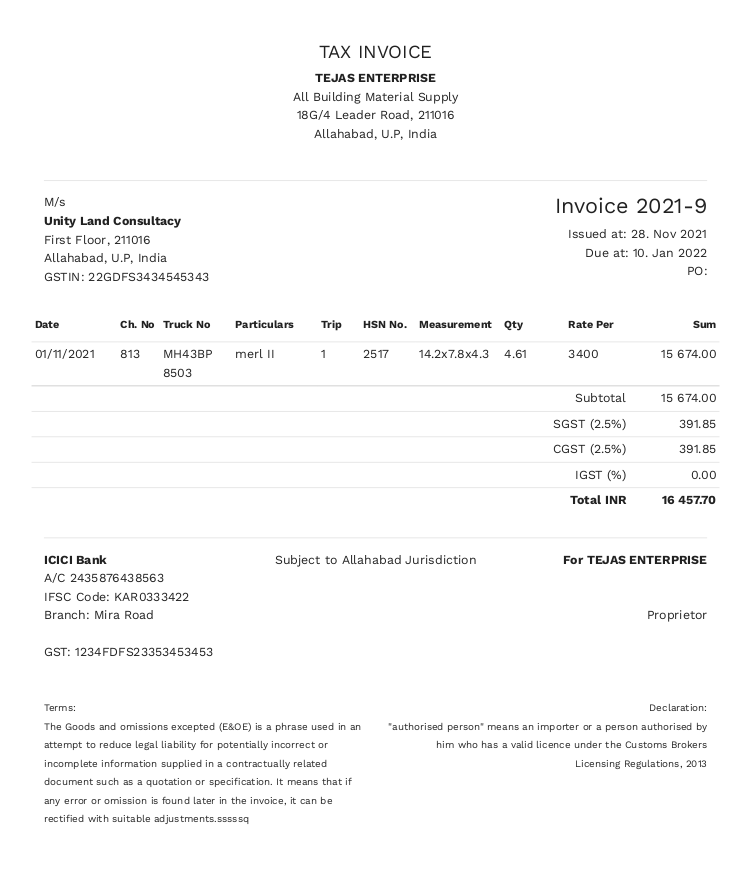 TAX INVOICE
TEJAS ENTERPRISE
All Building Material Supply
18G/4 Leader Road, 211016
Allahabad, U.P, India
M/s
Unity Land Consultacy
First Floor, 211016
Allahabad, U.P, India
GSTIN: 22GDFS3434545343
Invoice 2021-9
Issued at: 28. Nov 2021
Due at: 10. Jan 2022
PO:
Date Ch. No Truck No Particulars Trip HSN No. Measurement Qty Rate Per Sum
01/11/2021 813 MH43BP merl II 1 2517 14.2x7.8x4.3 4.61 3400 15 674.00
8503
Subtotal 15 674.00
SGST (2.5%) 391.85
CGST (2.5%) 391.85
IGST (%) 0.00
Total INR 16 457.70
ICICI Bank
A/C 2435876438563
IFSC Code: KAR0333422
Branch: Mira Road
GST: 1234FDFS23353453453
Subject to Allahabad Jurisdiction
For TEJAS ENTERPRISE
Proprietor
Terms:
The Goods and omissions excepted (E&OE) is a phrase used in an
attempt to reduce legal liability for potentially incorrect or
incomplete information supplied in a contractually related
document such as a quotation or specification. It means that if
any error or omission is found later in the invoice, it can be
rectified with suitable adjustments.sssssq
Declaration:
"authorised person" means an importer or a person authorised by
him who has a valid licence under the Customs Brokers
Licensing Regulations, 2013